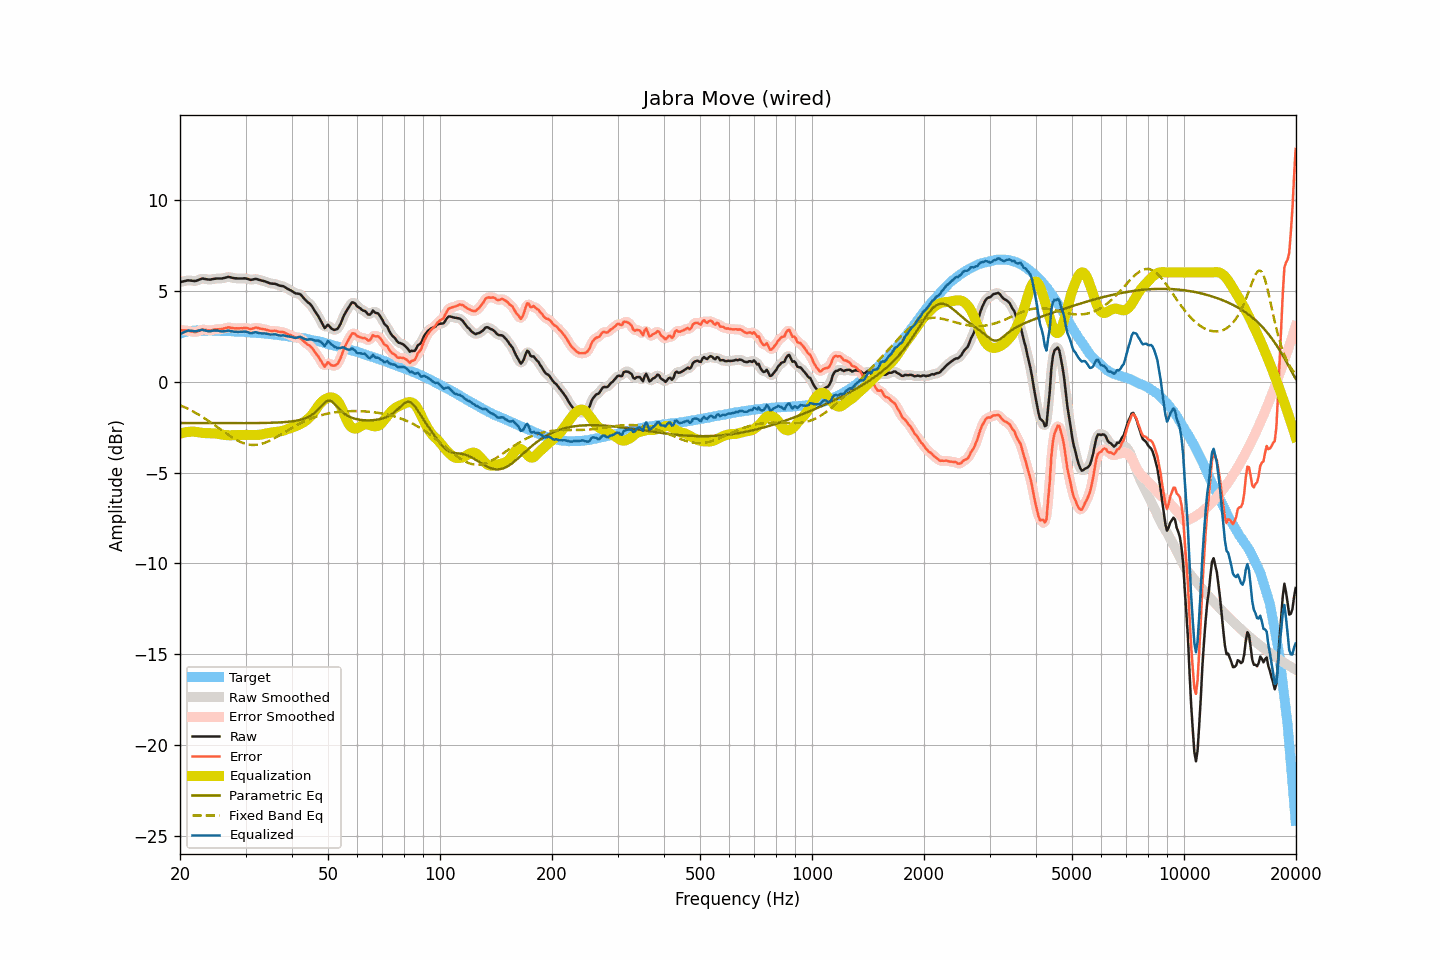 Jabra Move (wired)
10
5
0
−5
−10
−15
−20
−25
Amplitude (dBr)
Target
Raw Smoothed
Error Smoothed
Raw
Error
Equalization
Parametric Eq
Fixed Band Eq
Equalized
20 50 100 200 500 1000 2000 5000 10000 20000
Frequency (Hz)